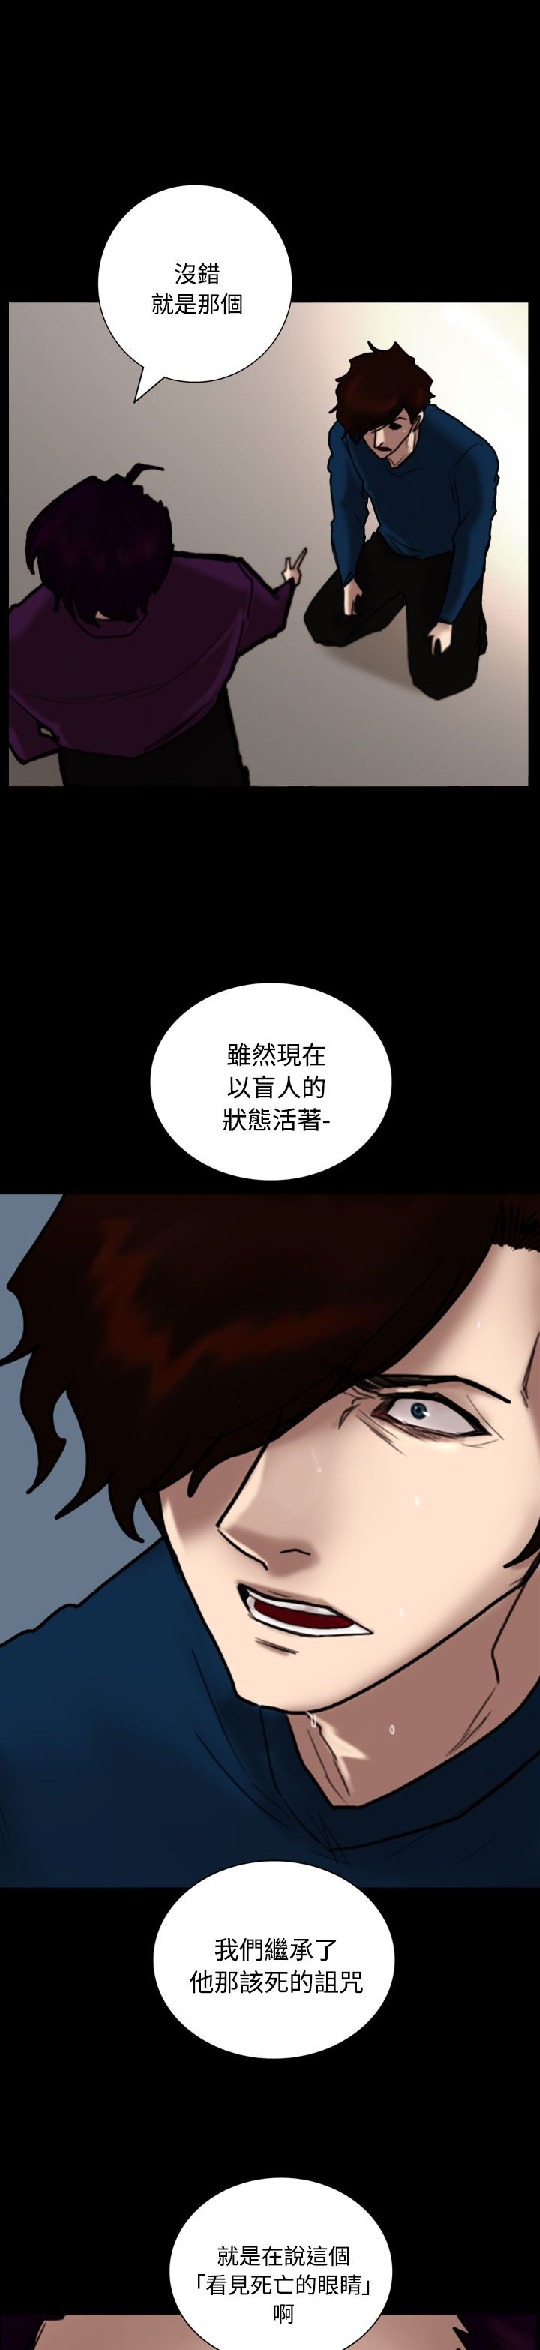 沒錯
就是那個
雖然現在
以盲人的
狀態活著-
我們繼承了
他那該死的詛咒
就是在說這個
「看見死亡的眼睛」
啊